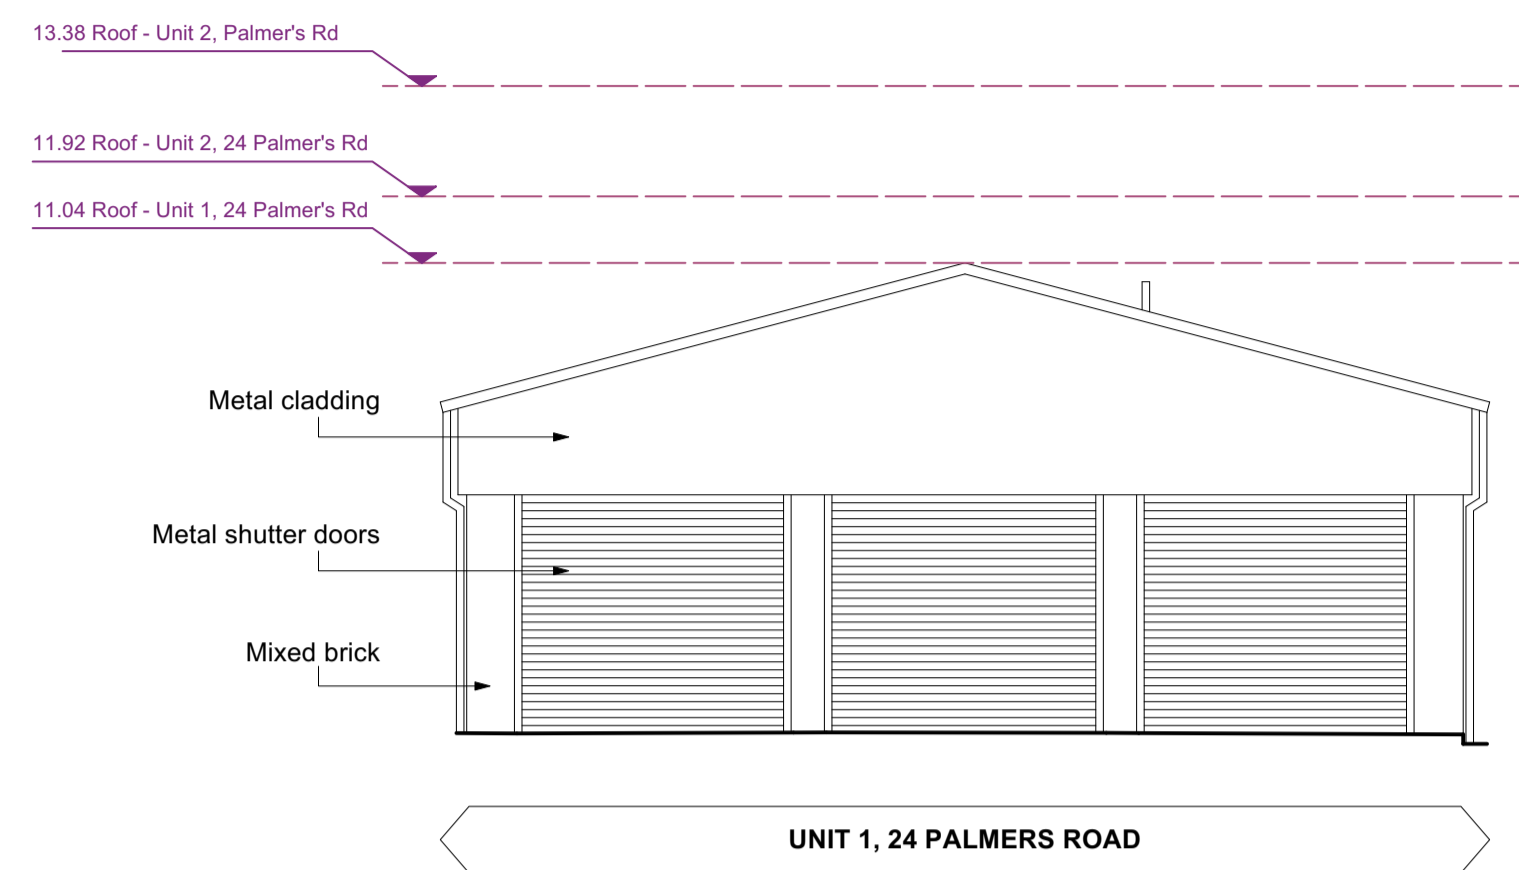 13.38 Roof - Unit 2, Palmer's Rd
11.92 Roof - Unit 2, 24 Palmer's Rd
11.04 Roof - Unit 1, 24 Palmer's Rd
Metal cladding
Metal shutter doors
Mixed brick
UNIT 1, 24 PALMERS ROAD